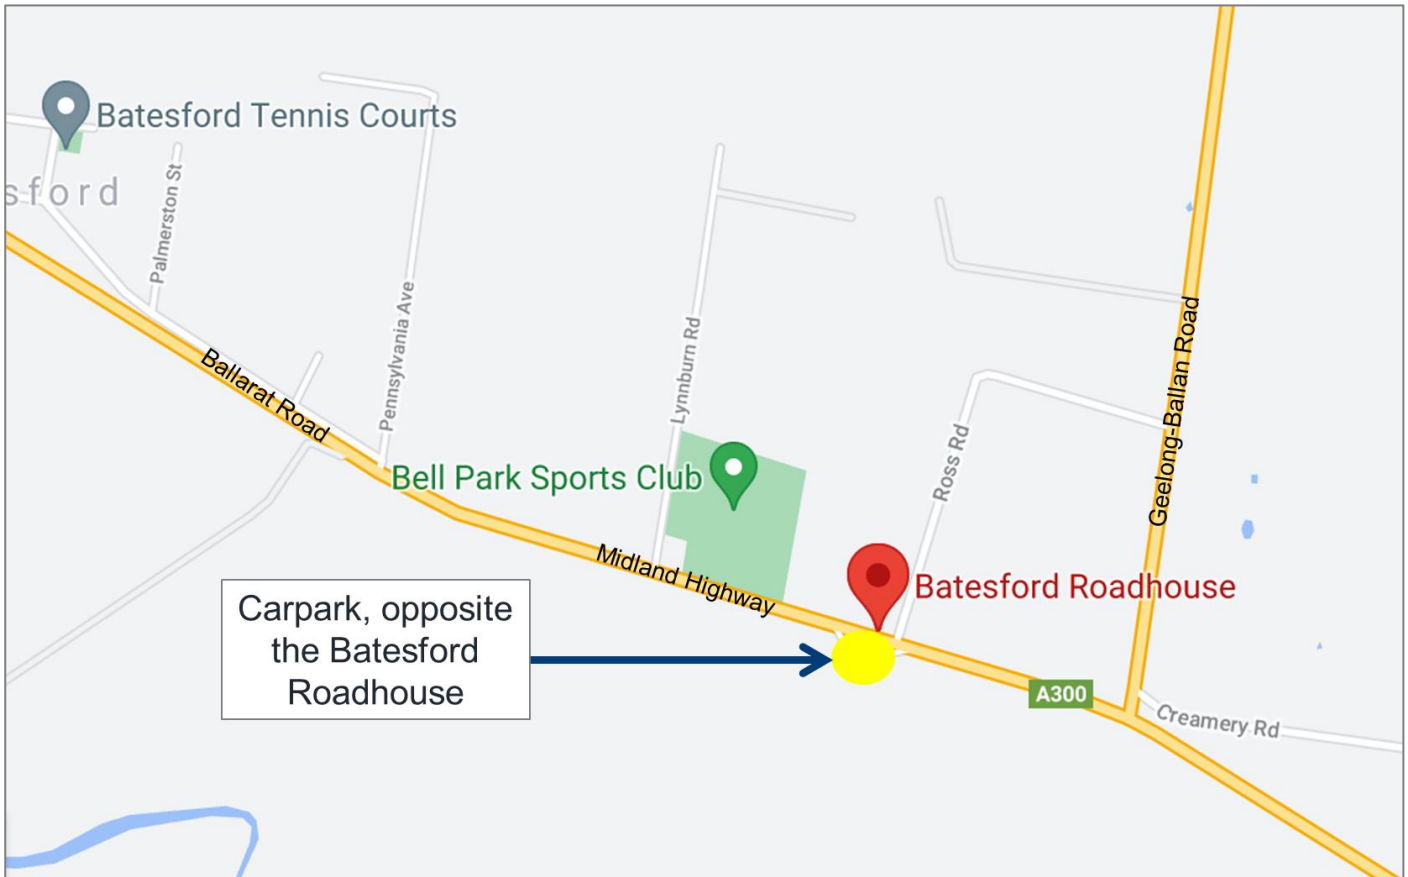 Batesford Tennis Courts
sford
Palmerston St
Pennsylvania Ave
Ballarat Road
Lynnburn Rd
Bell Park Sports Club
Midland Highway
Ross Rd
Geelong-Ballan Road
Batesford Roadhouse
Carpark, opposite
the Batesford
Roadhouse
A300
Creamery Rd